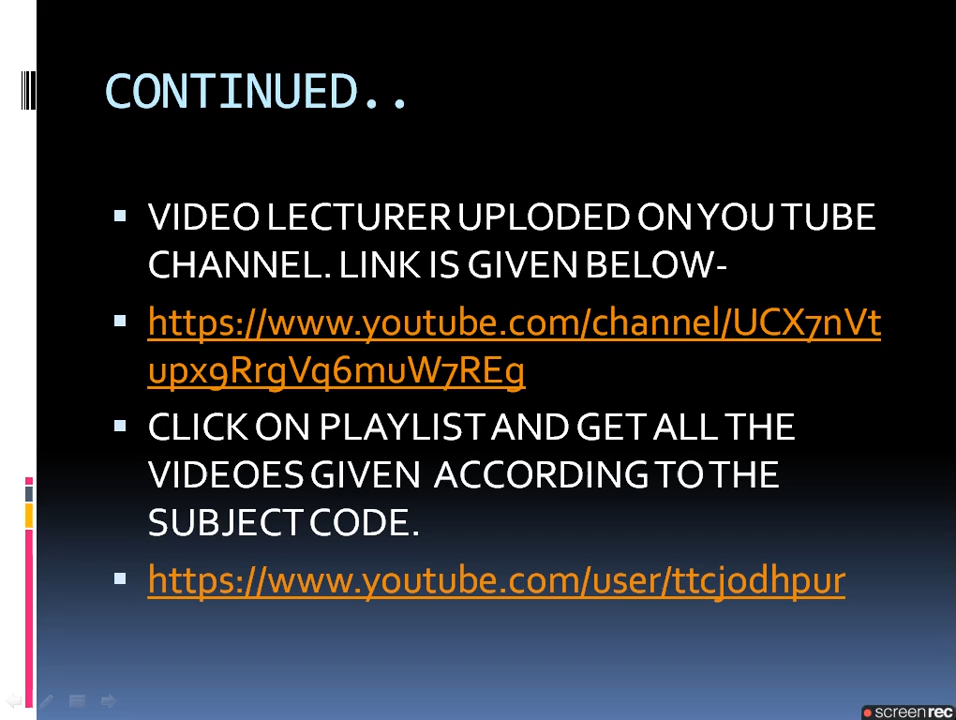 CONTINUED..
VIDEO LECTURER UPLODED ON YOU TUBE
CHANNEL. LINK IS GIVEN BELOW-
https://www.youtube.com/channel/UCX7nVt
upx9RrgVq6muW7REg
CLICK ON PLAYLIST AND GET ALL THE
VIDEOES GIVEN ACCORDING TO THE
SUBJECT CODE.
https://www.youtube.com/user/ttcjodhpur
screenrec